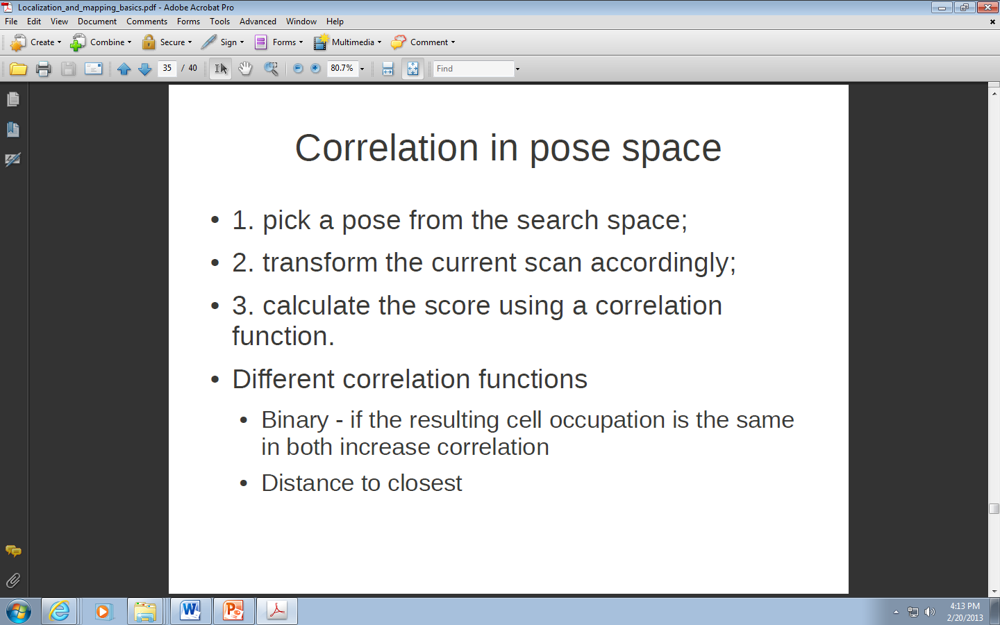 Localization_and_mapping_basics.pdf - Adobe Acrobat Pro
File Edit View Document Comments Forms Tools Advanced Window Help
Create Combine Secure Sign Forms Multimedia Comment
35 / 40 80.7% Find
Correlation in pose space
• 1. pick a pose from the search space;
• 2. transform the current scan accordingly;
• 3. calculate the score using a correlation
function.
• Different correlation functions
• Binary - if the resulting cell occupation is the same
in both increase correlation
• Distance to closest
4:13 PM
2/20/2013